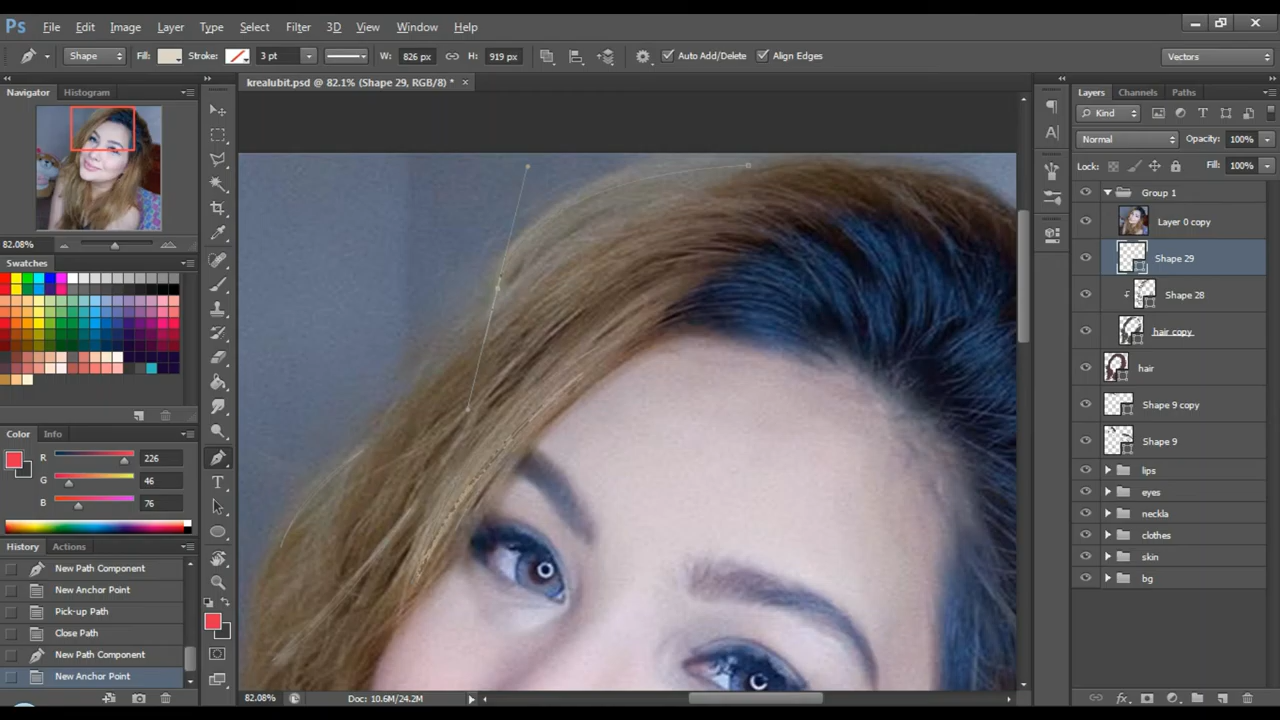 Ps File Edit Image Layer Type Select Filter 3D View Window Help
Shape Fill: Stroke: 3 pt W: 826 px H: 919 px Auto Add/Delete Align Edges Vectors
Navigator Histogram
krealubit.psd @ 82.1% (Shape 29, RGB/8) *
Layers Channels Paths
Kind
Normal Opacity: 100%
Lock: Fill: 100%
Group 1
Layer 0 copy
Shape 29
Shape 28
hair copy
hair
Shape 9 copy
Shape 9
lips
eyes
neckla
clothes
skin
bg
82.08%
Swatches
Color Info
R 226
G 46
B 76
History Actions
New Path Component
New Anchor Point
Pick-up Path
Close Path
New Path Component
New Anchor Point
82.08% Doc: 10.6M/24.2M